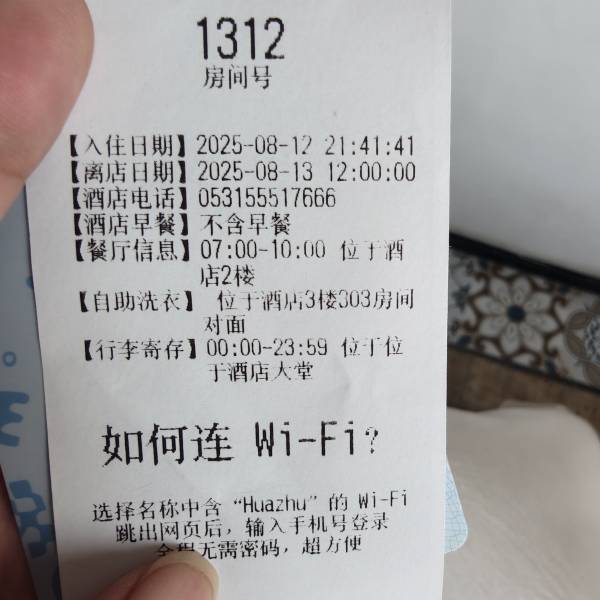 1312
房间号
【入住日期】2025-08-12 21:41:41
【离店日期】2025-08-13 12:00:00
【酒店电话】053155517666
【酒店早餐】不含早餐
【餐厅信息】07:00-10:00 位于酒
店2楼
【自助洗衣】 位于酒店3楼303房间
对面
【行李寄存】00:00-23:59 位于位
于酒店大堂
如何连 Wi-Fi?
选择名称中含“Huazhu”的 Wi-Fi
跳出网页后，输入手机号登录
全程无需密码，超方便